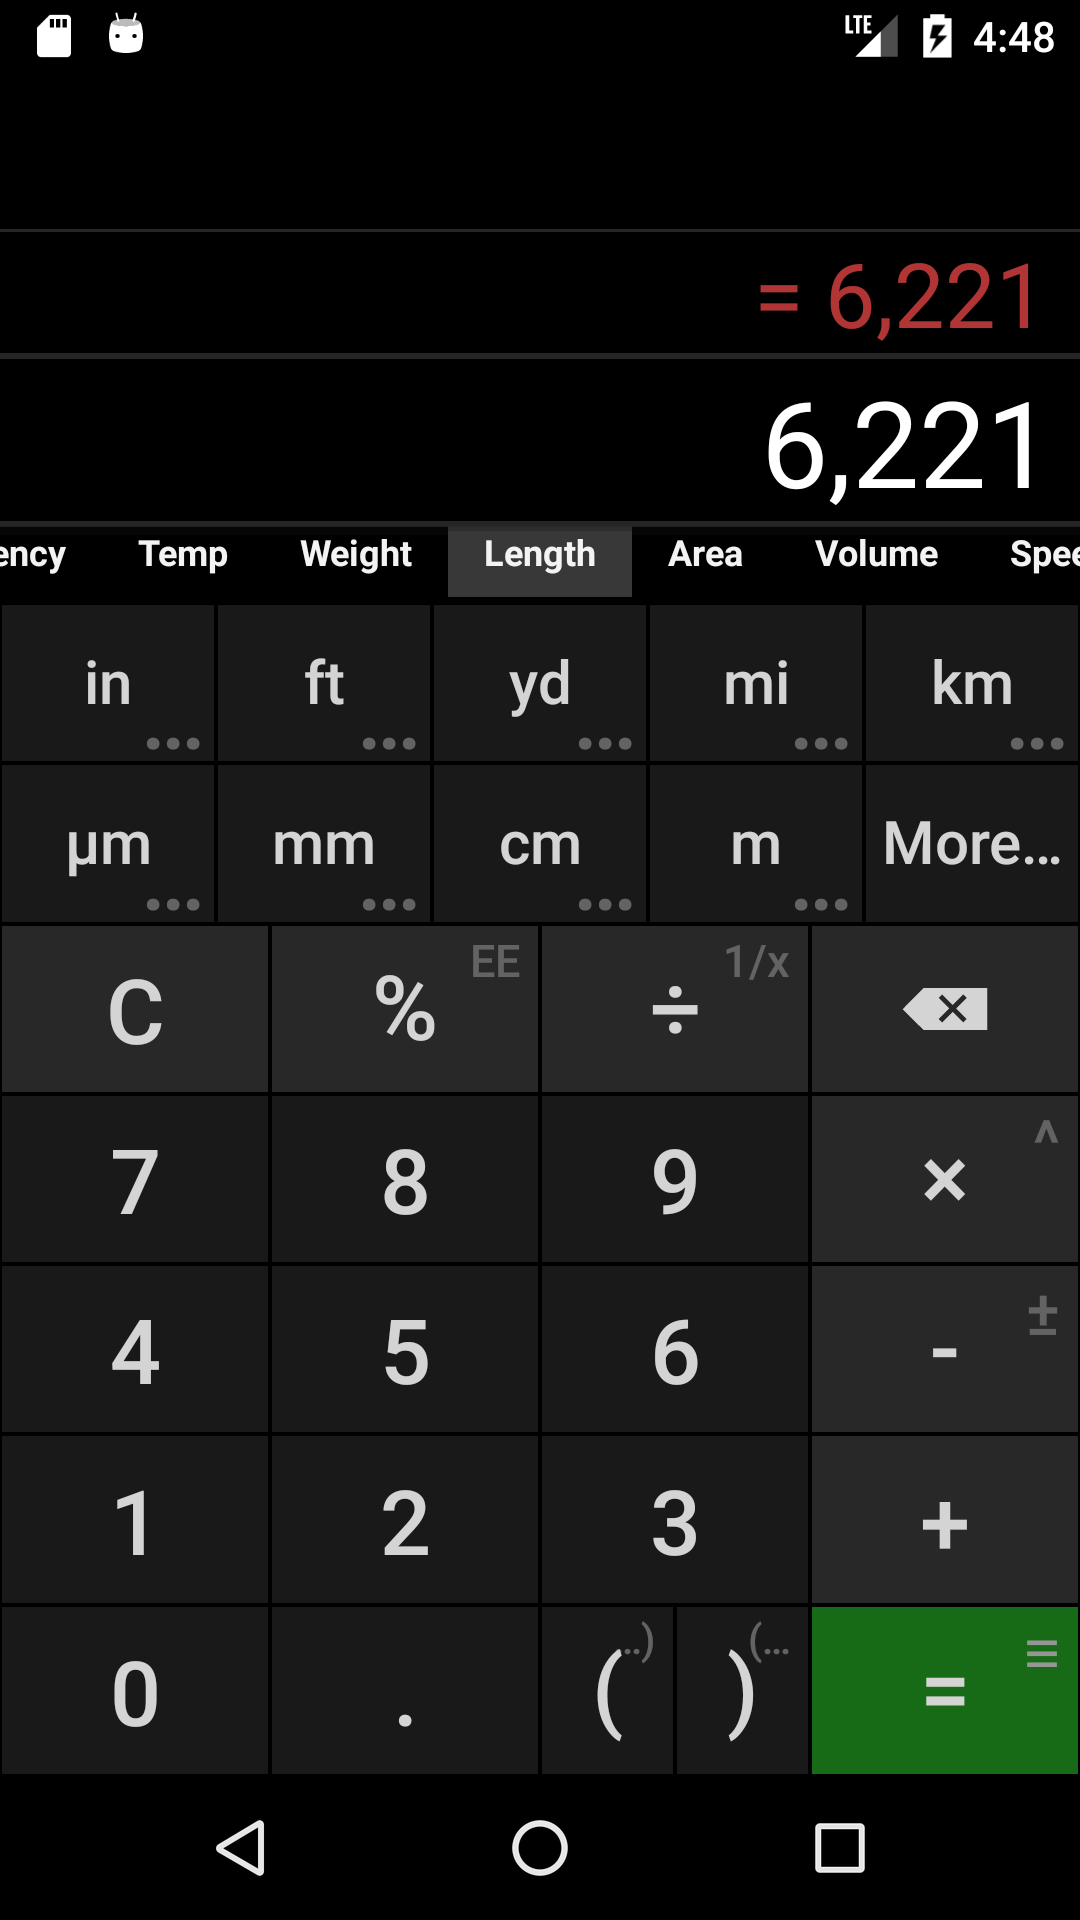 LTE 4:48
= 6,221
6,221
ency Temp Weight Length Area Volume Spee
in ft yd mi km
µm mm cm m More...
C % EE ÷ 1/x
7 8 9 × ^
4 5 6 - ±
1 2 3 +
0 . ( ..) ) (... =